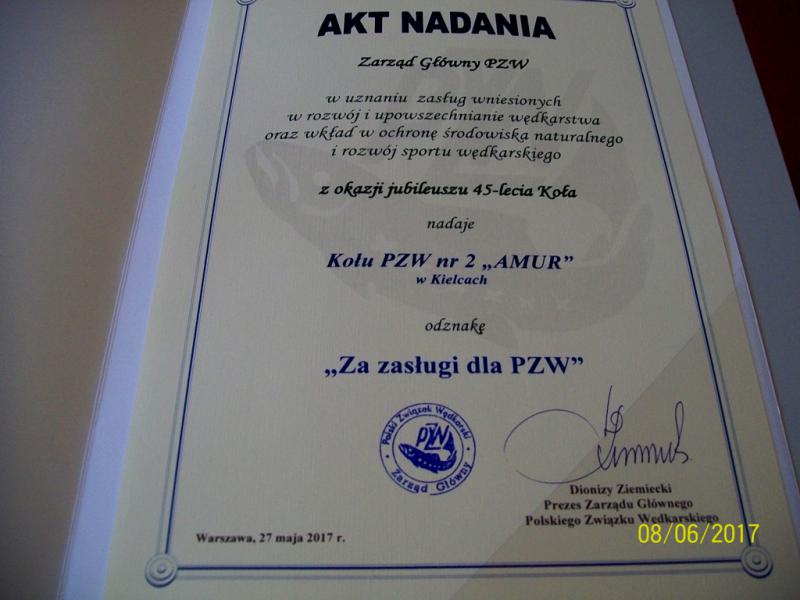 AKT NADANIA
Zarząd Główny PZW
w uznaniu zasług wniesionych
w rozwój i upowszechnianie wędkarstwa
oraz wkład w ochronę środowiska naturalnego
i rozwój sportu wędkarskiego
z okazji jubileuszu 45-lecia Koła
nadaje
Kołu PZW nr 2 „AMUR”
w Kielcach
odznakę
„Za zasługi dla PZW”
Polski Związek Wędkarski
PZW
Zarząd Główny
Dionizy Ziemiecki
Prezes Zarządu Głównego
Polskiego Związku Wędkarskiego
Warszawa, 27 maja 2017 r.
08/06/2017